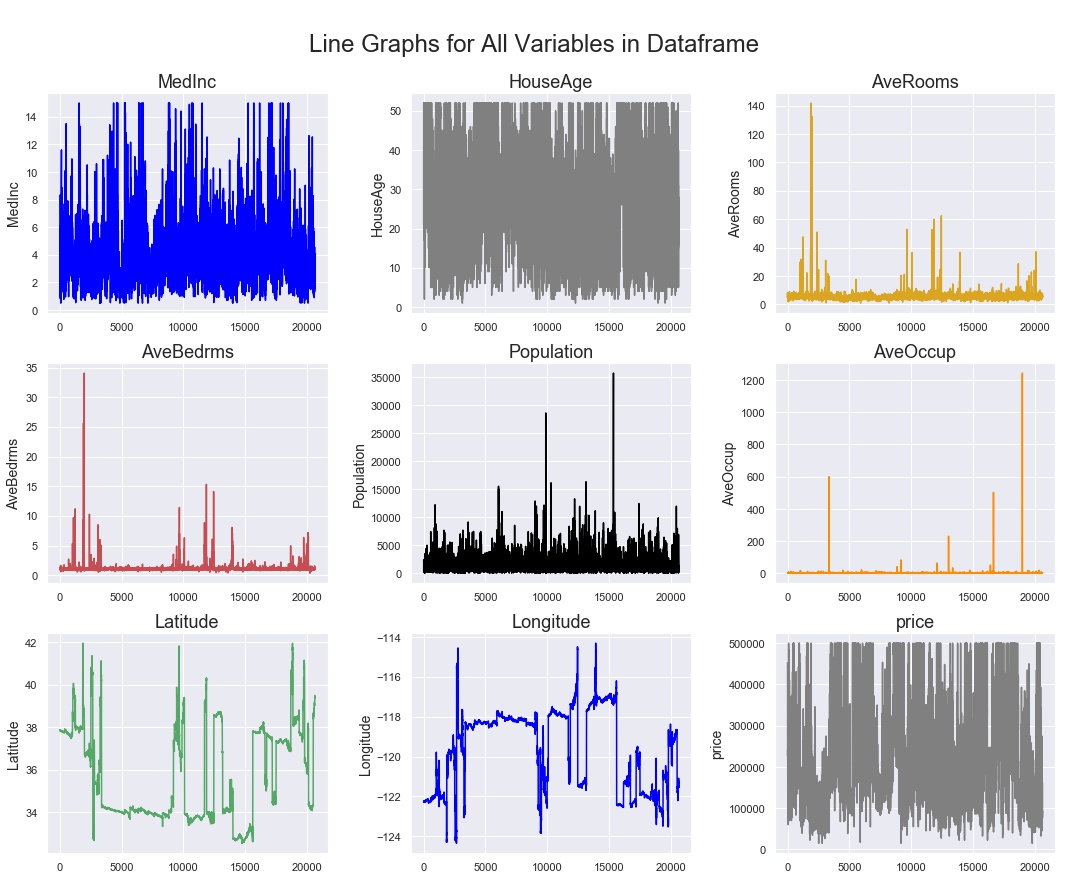 Line Graphs for All Variables in Dataframe
MedInc
HouseAge
AveRooms
MedInc
14
12
10
8
6
4
2
0
0 5000 10000 15000 20000
HouseAge
50
40
30
20
10
0
0 5000 10000 15000 20000
AveRooms
140
120
100
80
60
40
20
0
0 5000 10000 15000 20000
AveBedrms
Population
AveOccup
AveBedrms
35
30
25
20
15
10
5
0
0 5000 10000 15000 20000
Population
35000
30000
25000
20000
15000
10000
5000
0
0 5000 10000 15000 20000
AveOccup
1200
1000
800
600
400
200
0
0 5000 10000 15000 20000
Latitude
Longitude
price
Latitude
42
40
38
36
34
0 5000 10000 15000 20000
Longitude
−114
−116
−118
−120
−122
−124
0 5000 10000 15000 20000
price
500000
400000
300000
200000
100000
0
0 5000 10000 15000 20000